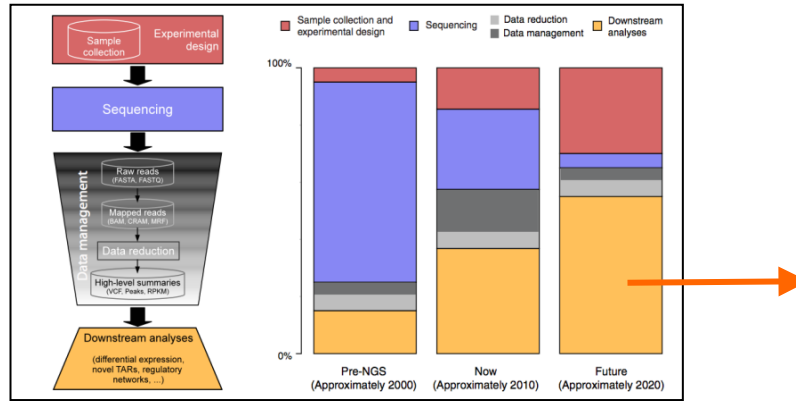 Sample
collection
Experimental
design
Sequencing
Data management
Raw reads
(FASTA, FASTQ)
Mapped reads
(BAM, CRAM, MRF)
Data reduction
High-level summaries
(VCF, Peaks, RPKM)
Downstream analyses
(differential expression,
novel TARs, regulatory
networks, ...)
Sample collection and
experimental design
Sequencing
Data reduction
Data management
Downstream
analyses
100%
0%
Pre-NGS
(Approximately 2000)
Now
(Approximately 2010)
Future
(Approximately 2020)